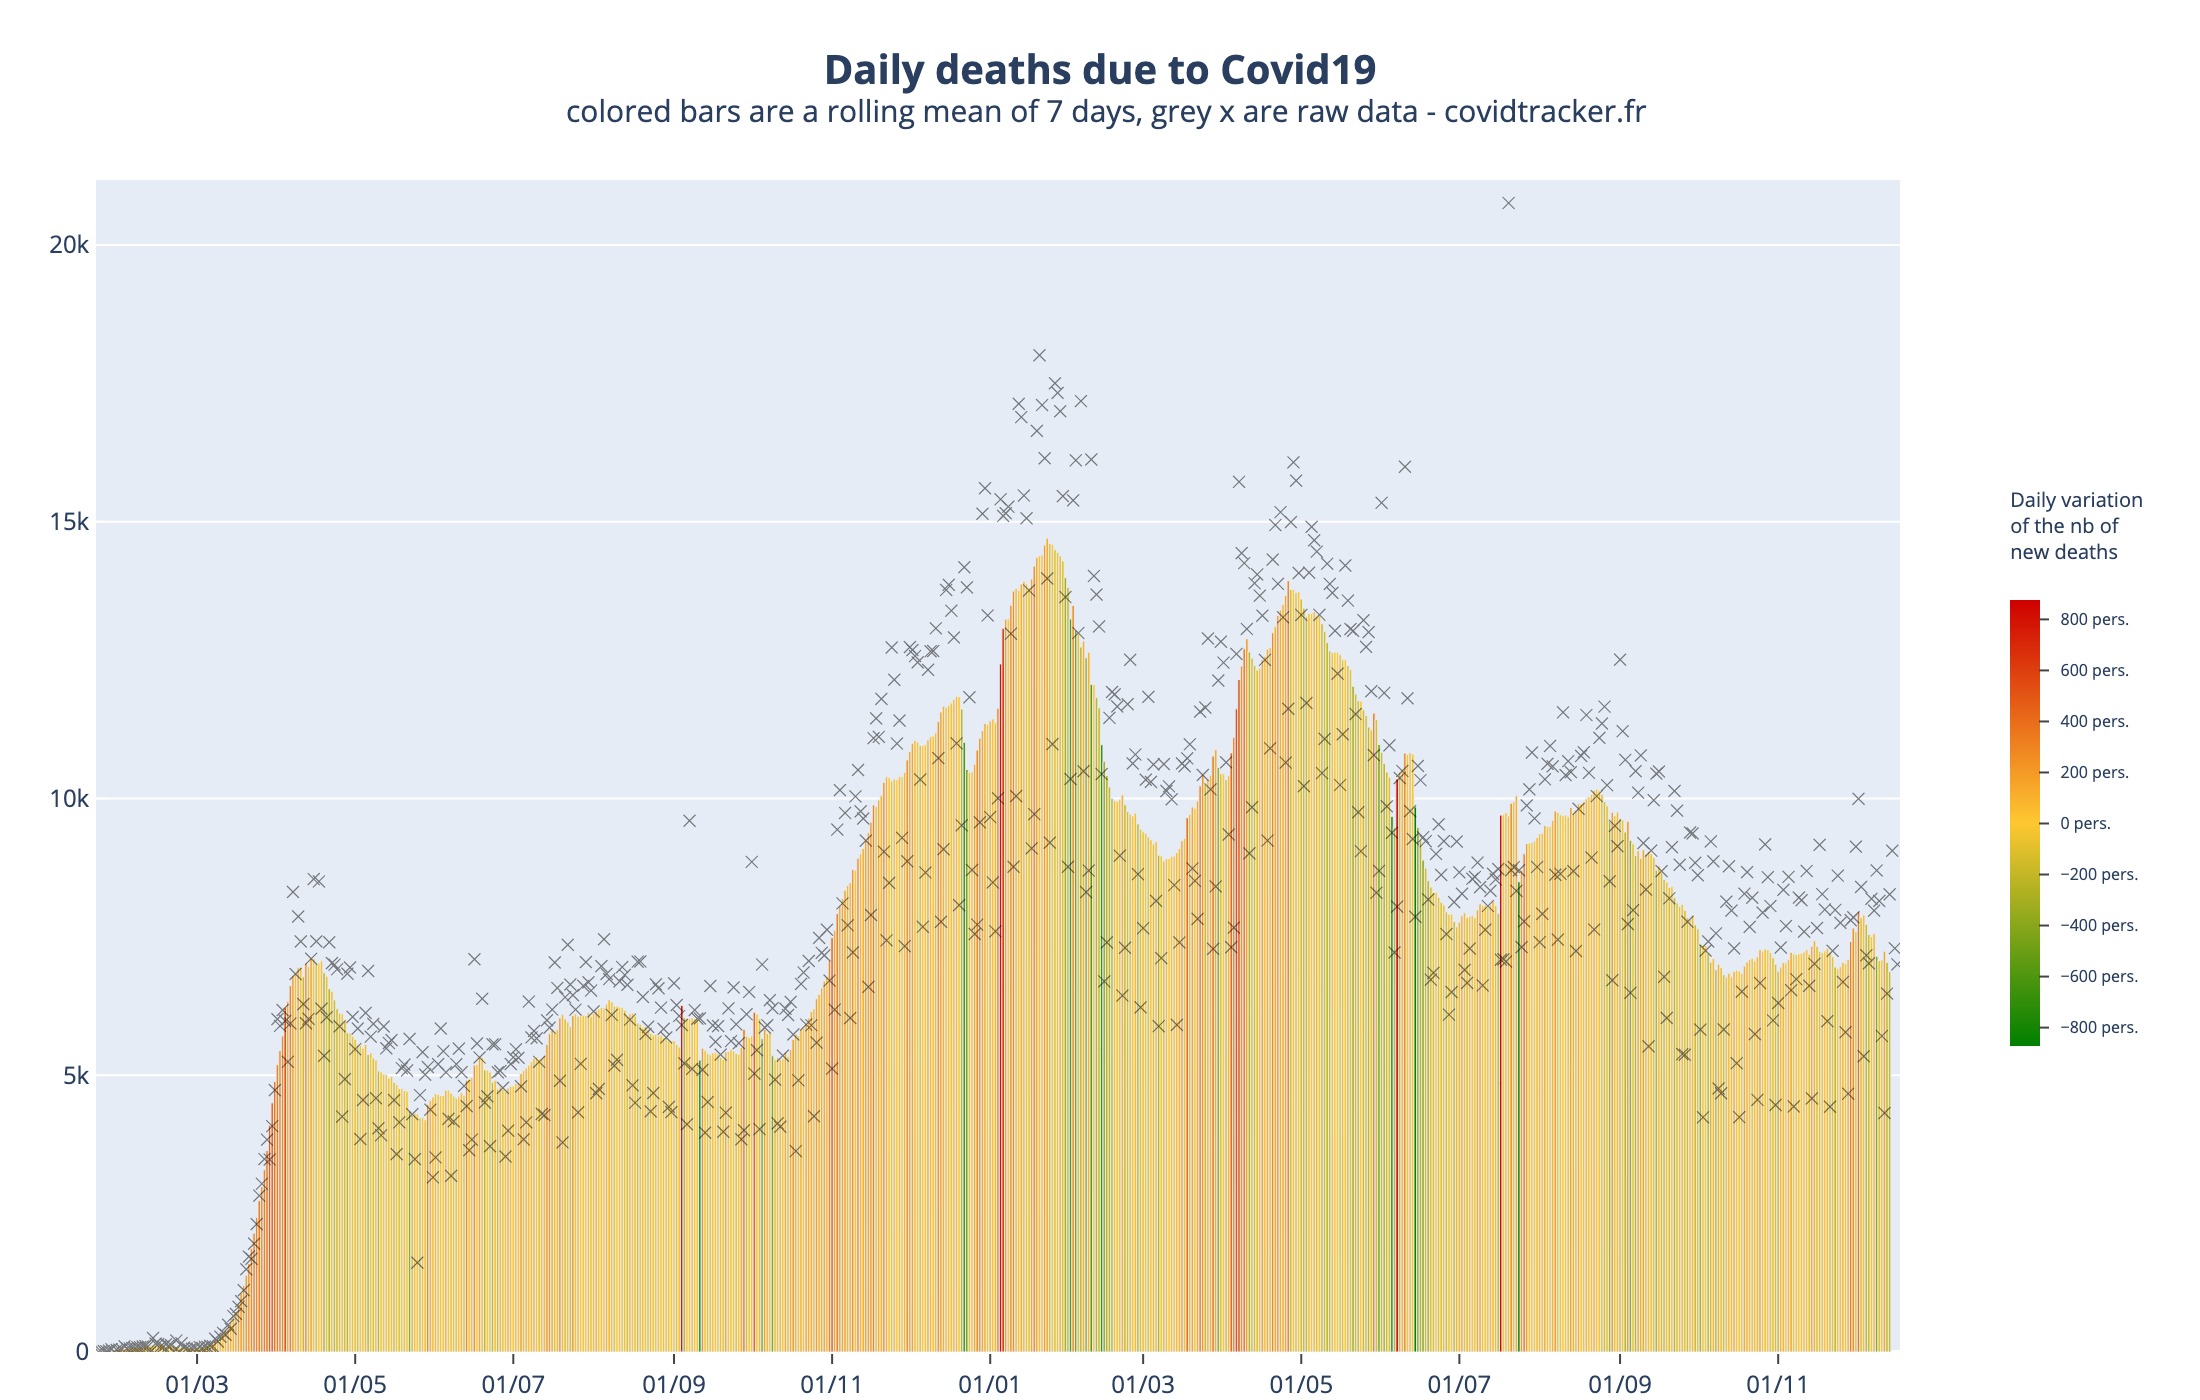 Daily deaths due to Covid19
colored bars are a rolling mean of 7 days, grey x are raw data - covidtracker.fr
20k
15k
10k
5k
0
01/03
01/05
01/07
01/09
01/11
01/01
01/03
01/05
01/07
01/09
01/11
Daily variation
of the nb of
new deaths
800 pers.
600 pers.
400 pers.
200 pers.
0 pers.
−200 pers.
−400 pers.
−600 pers.
−800 pers.